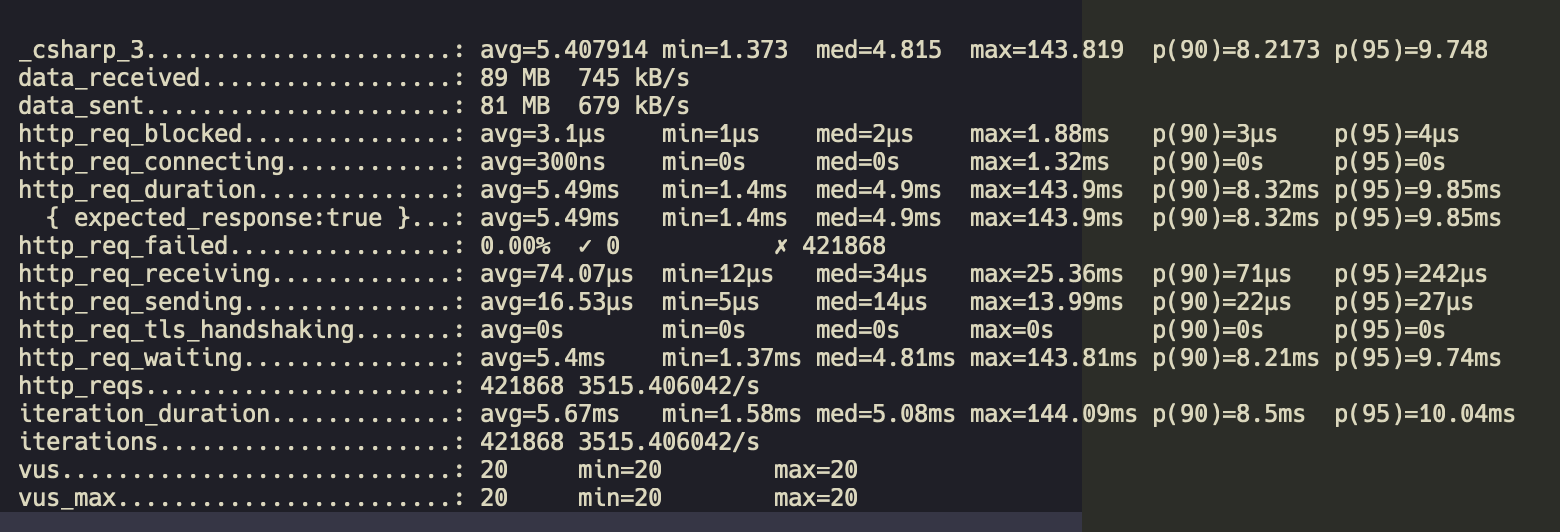 _csharp_3......................: avg=5.407914 min=1.373  med=4.815  max=143.819  p(90)=8.2173 p(95)=9.748
data_received..................: 89 MB  745 kB/s
data_sent......................: 81 MB  679 kB/s
http_req_blocked...............: avg=3.1µs    min=1µs    med=2µs    max=1.88ms   p(90)=3µs    p(95)=4µs
http_req_connecting............: avg=300ns    min=0s     med=0s     max=1.32ms   p(90)=0s     p(95)=0s
http_req_duration..............: avg=5.49ms   min=1.4ms  med=4.9ms  max=143.9ms  p(90)=8.32ms p(95)=9.85ms
  { expected_response:true }...: avg=5.49ms   min=1.4ms  med=4.9ms  max=143.9ms  p(90)=8.32ms p(95)=9.85ms
http_req_failed................: 0.00%  ✓ 0           ✗ 421868
http_req_receiving.............: avg=74.07µs  min=12µs   med=34µs   max=25.36ms  p(90)=71µs   p(95)=242µs
http_req_sending...............: avg=16.53µs  min=5µs    med=14µs   max=13.99ms  p(90)=22µs   p(95)=27µs
http_req_tls_handshaking.......: avg=0s       min=0s     med=0s     max=0s       p(90)=0s     p(95)=0s
http_req_waiting...............: avg=5.4ms    min=1.37ms med=4.81ms max=143.81ms p(90)=8.21ms p(95)=9.74ms
http_reqs......................: 421868 3515.406042/s
iteration_duration.............: avg=5.67ms   min=1.58ms med=5.08ms max=144.09ms p(90)=8.5ms  p(95)=10.04ms
iterations.....................: 421868 3515.406042/s
vus............................: 20     min=20        max=20
vus_max........................: 20     min=20        max=20